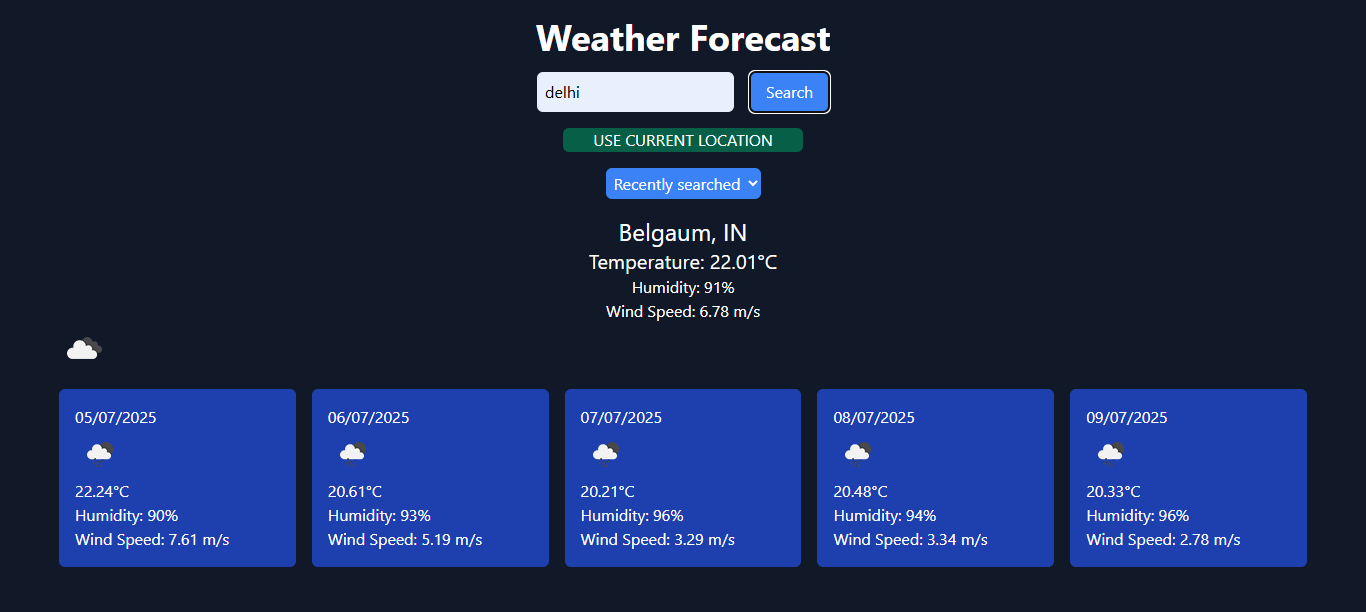 Weather Forecast
delhi
Search
USE CURRENT LOCATION
Recently searched
Belgaum, IN
Temperature: 22.01°C
Humidity: 91%
Wind Speed: 6.78 m/s
05/07/2025
22.24°C
Humidity: 90%
Wind Speed: 7.61 m/s
06/07/2025
20.61°C
Humidity: 93%
Wind Speed: 5.19 m/s
07/07/2025
20.21°C
Humidity: 96%
Wind Speed: 3.29 m/s
08/07/2025
20.48°C
Humidity: 94%
Wind Speed: 3.34 m/s
09/07/2025
20.33°C
Humidity: 96%
Wind Speed: 2.78 m/s